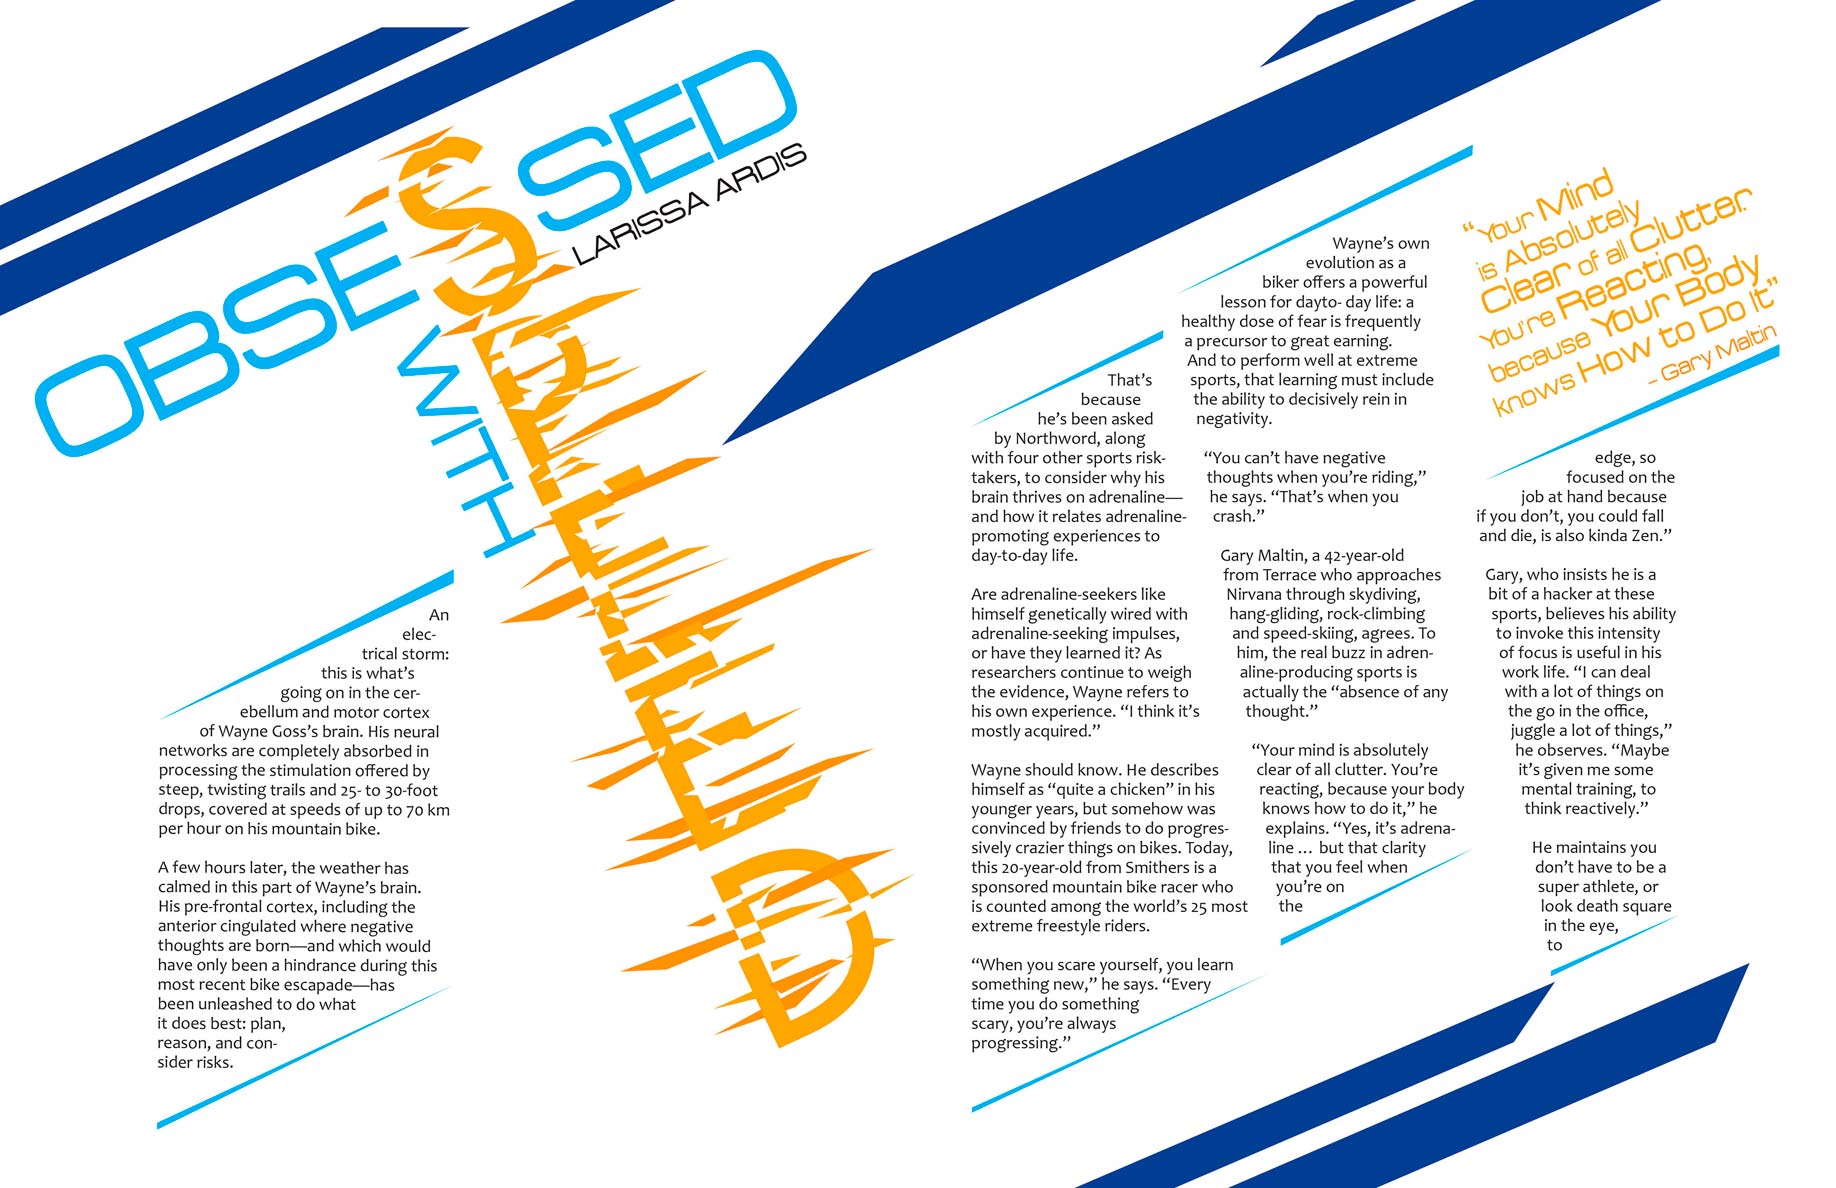 OBSESSED
WITH
SPEED
LARISSA ARDIS
An
elec-
trical storm:
this is what's
going on in the cer-
ebellum and motor cortex
of Wayne Goss's brain. His neural
networks are completely absorbed in
processing the stimulation offered by
steep, twisting trails and 25- to 30-foot
drops, covered at speeds of up to 70 km
per hour on his mountain bike.
A few hours later, the weather has
calmed in this part of Wayne's brain.
His pre-frontal cortex, including the
anterior cingulated where negative
thoughts are born—and which would
have only been a hindrance during this
most recent bike escapade—has
been unleashed to do what
it does best: plan,
reason, and con-
sider risks.
That's
because
he's been asked
by Northword, along
with four other sports risk-
takers, to consider why his
brain thrives on adrenaline—
and how it relates adrenaline-
promoting experiences to
day-to-day life.
Are adrenaline-seekers like
himself genetically wired with
adrenaline-seeking impulses,
or have they learned it? As
researchers continue to weigh
the evidence, Wayne refers to
his own experience. “I think it's
mostly acquired.”
Wayne should know. He describes
himself as “quite a chicken” in his
younger years, but somehow was
convinced by friends to do progres-
sively crazier things on bikes. Today,
this 20-year-old from Smithers is a
sponsored mountain bike racer who
is counted among the world's 25 most
extreme freestyle riders.
“When you scare yourself, you learn
something new,” he says. “Every
time you do something
scary, you're always
progressing.”
Wayne's own
evolution as a
biker offers a powerful
lesson for dayto- day life: a
healthy dose of fear is frequently
a precursor to great earning.
And to perform well at extreme
sports, that learning must include
the ability to decisively rein in
negativity.
“You can't have negative
thoughts when you're riding,”
he says. “That's when you
crash.”
Gary Maltin, a 42-year-old
from Terrace who approaches
Nirvana through skydiving,
hang-gliding, rock-climbing
and speed-skiing, agrees. To
him, the real buzz in adren-
aline-producing sports is
actually the “absence of any
thought.”
“Your mind is absolutely
clear of all clutter. You're
reacting, because your body
knows how to do it,” he
explains. “Yes, it's adrena-
line … but that clarity
that you feel when
you're on
the
“Your Mind
is Absolutely
Clear of all Clutter.
You're Reacting,
because Your Body
knows How to Do It”
- Gary Maltin
edge, so
focused on the
job at hand because
if you don't, you could fall
and die, is also kinda Zen.”
Gary, who insists he is a
bit of a hacker at these
sports, believes his ability
to invoke this intensity
of focus is useful in his
work life. “I can deal
with a lot of things on
the go in the office,
juggle a lot of things,”
he observes. “Maybe
it's given me some
mental training, to
think reactively.”
He maintains you
don't have to be a
super athlete, or
look death square
in the eye,
to